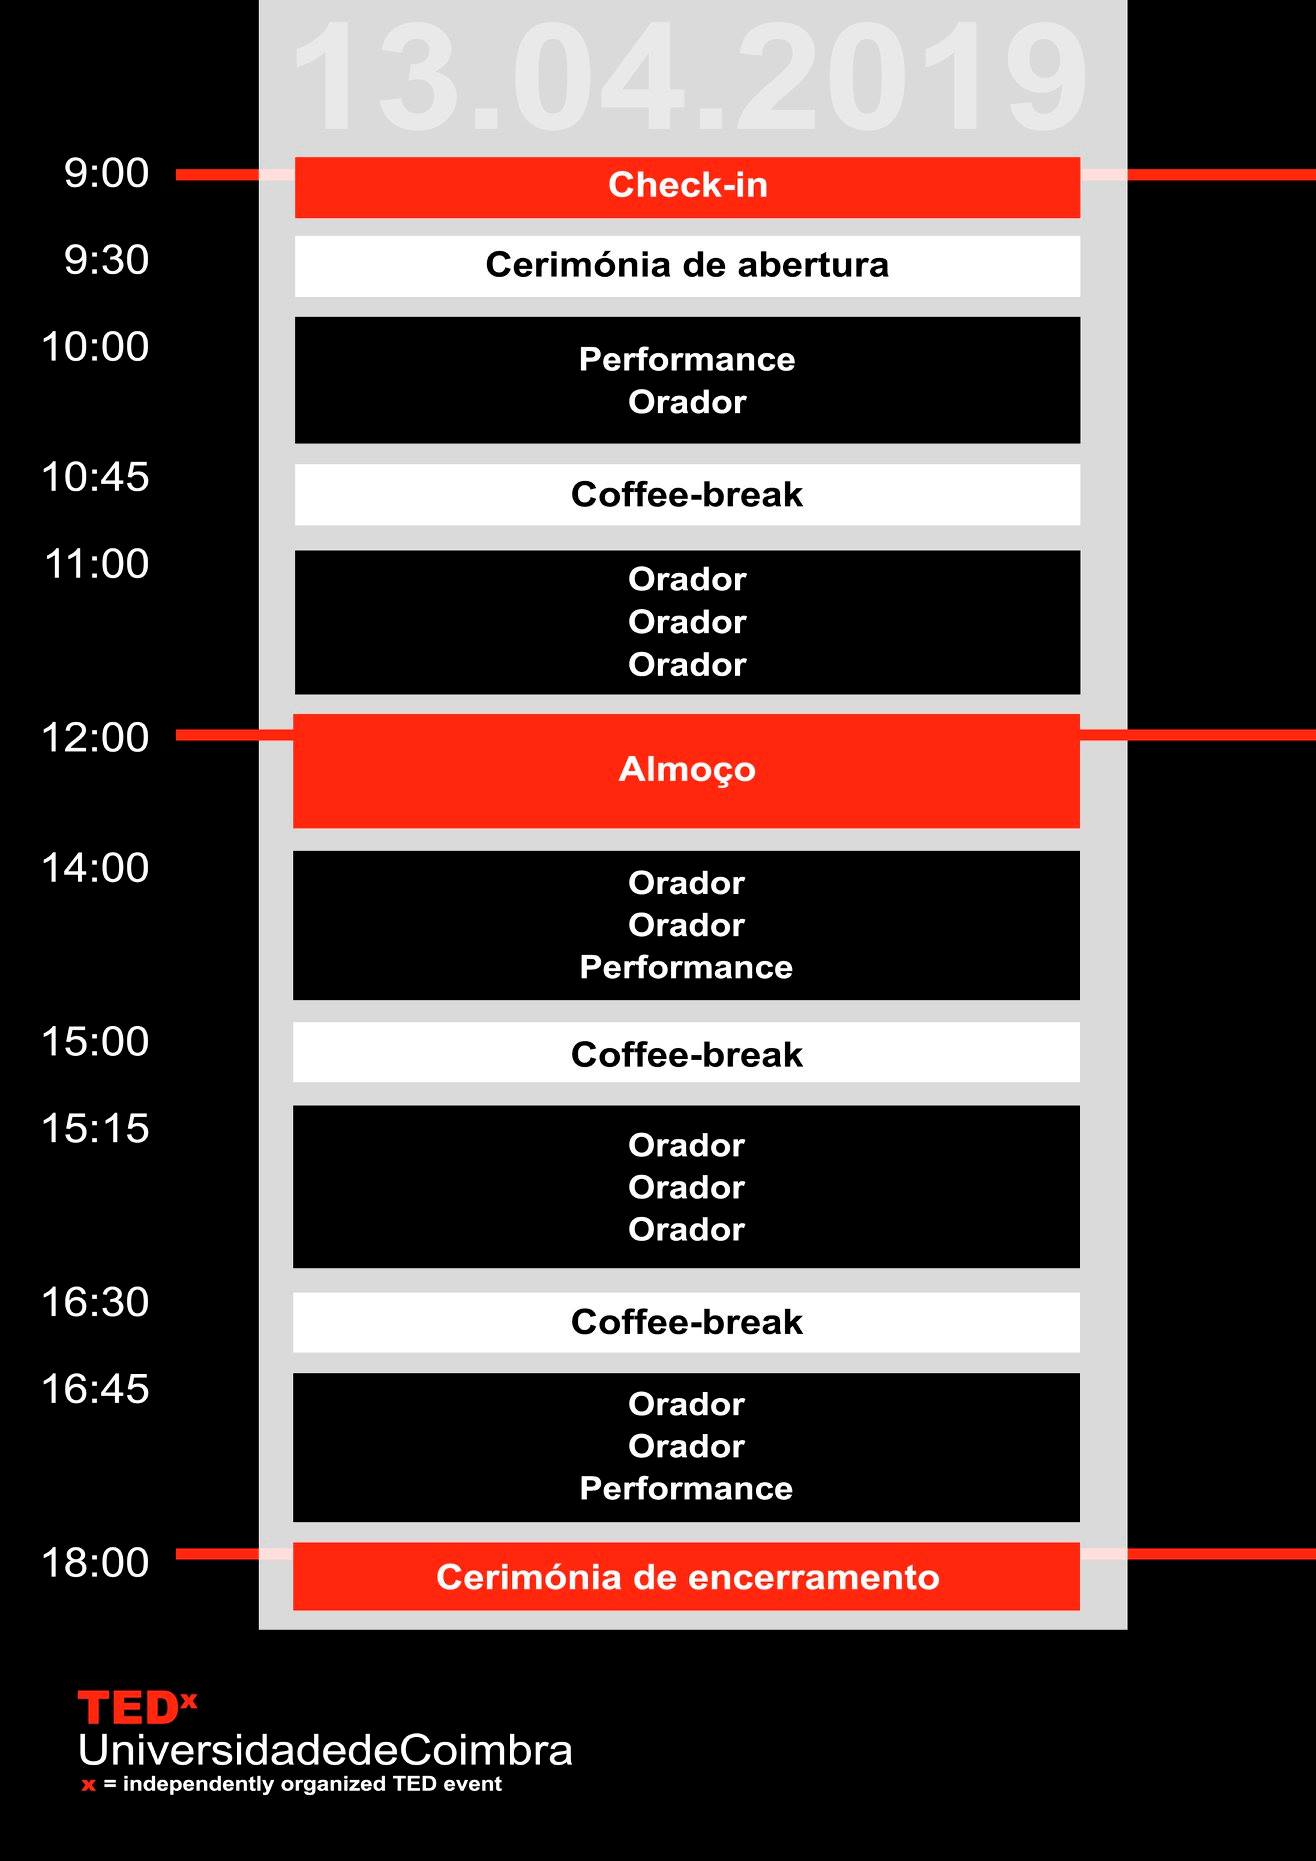 13.04.2019
9:00 Check-in
9:30 Cerimónia de abertura
10:00 Performance
Orador
10:45 Coffee-break
11:00 Orador
Orador
Orador
12:00 Almoço
14:00 Orador
Orador
Performance
15:00 Coffee-break
15:15 Orador
Orador
Orador
16:30 Coffee-break
16:45 Orador
Orador
Performance
18:00 Cerimónia de encerramento
TEDx
UniversidadedeCoimbra
x = independently organized TED event